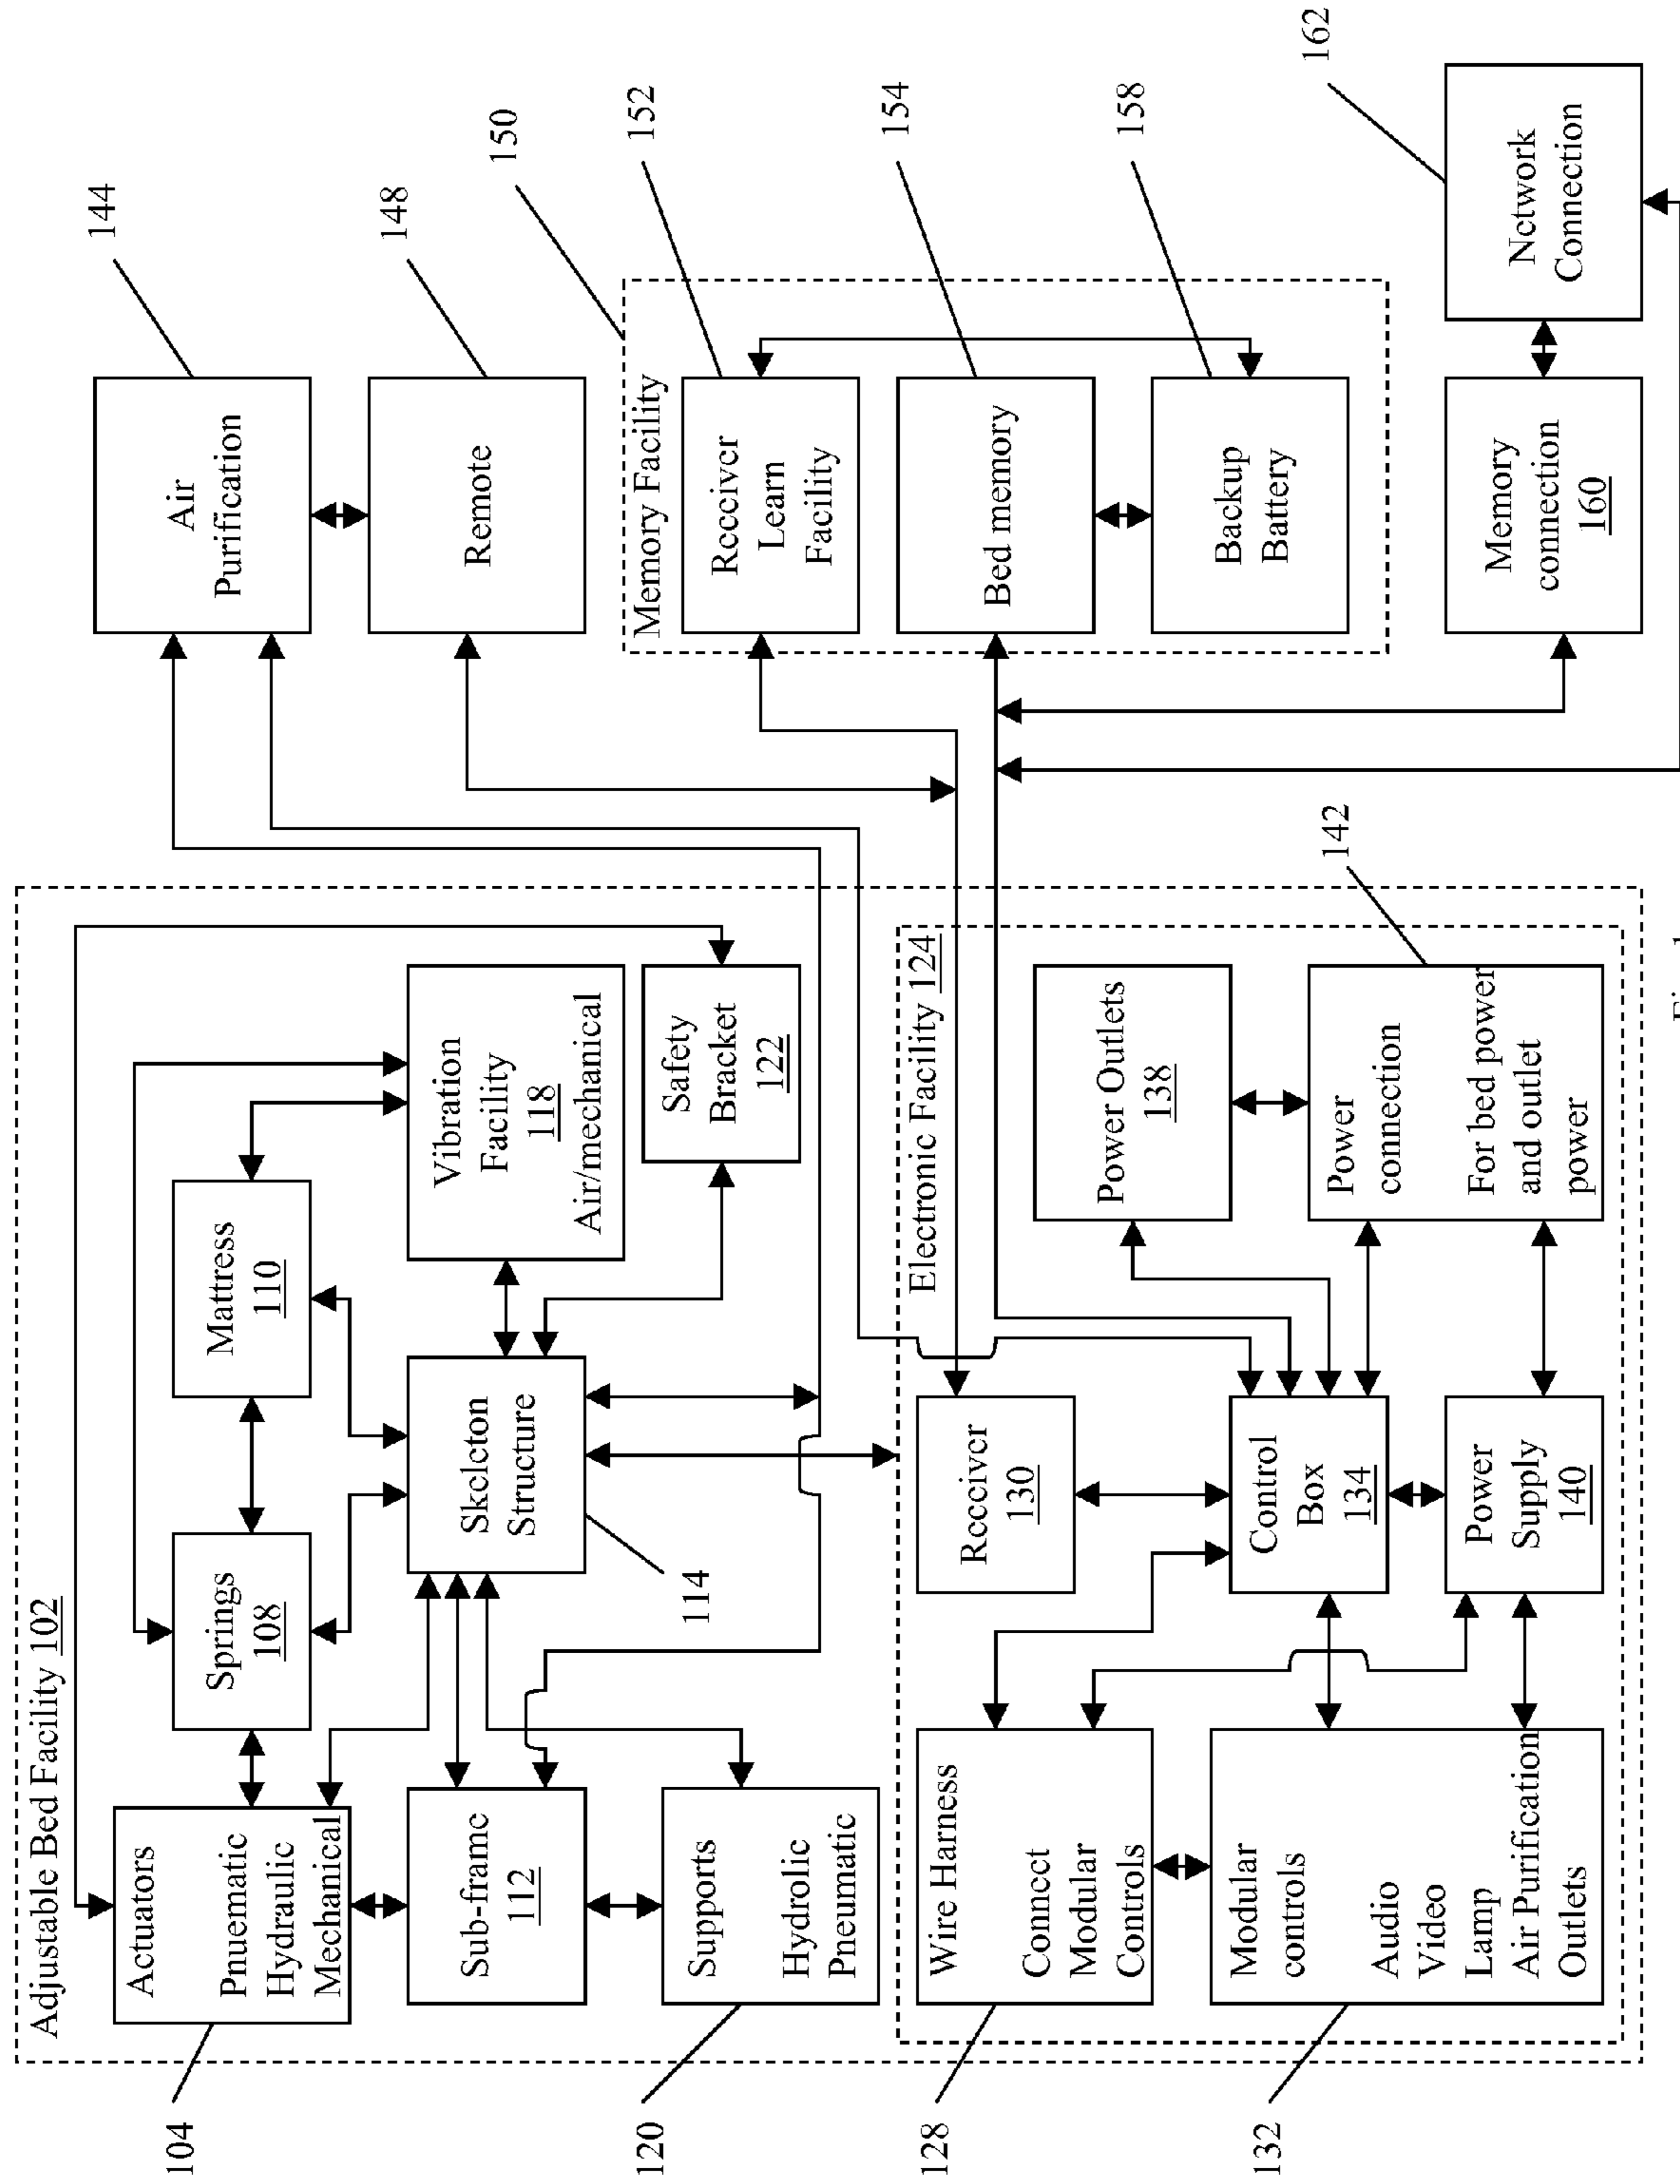 Adjustable Bed Facility 102
104
Actuators
Pnuematic
Hydraulic
Mechanical
Springs
108
Mattress
110
Sub-frame
112
Skeleton
Structure
114
Vibration
Facility
118
Air/mechanical
120
Supports
Hydrolic
Pneumatic
Safety
Bracket
122
Electronic Facility 124
128
Wire Harness
Connect
Modular
Controls
Receiver
130
Power Outlets
138
132
Modular
controls
Audio
Video
Lamp
Air Purification
Outlets
Control
Box
134
Power
Supply
140
Power
connection
For bed power
and outlet
power
142
Air
Purification
144
Remote
148
Memory Facility
150
Receiver
Learn
Facility
152
Bed memory
154
Backup
Battery
158
Memory
connection
160
Network
Connection
162